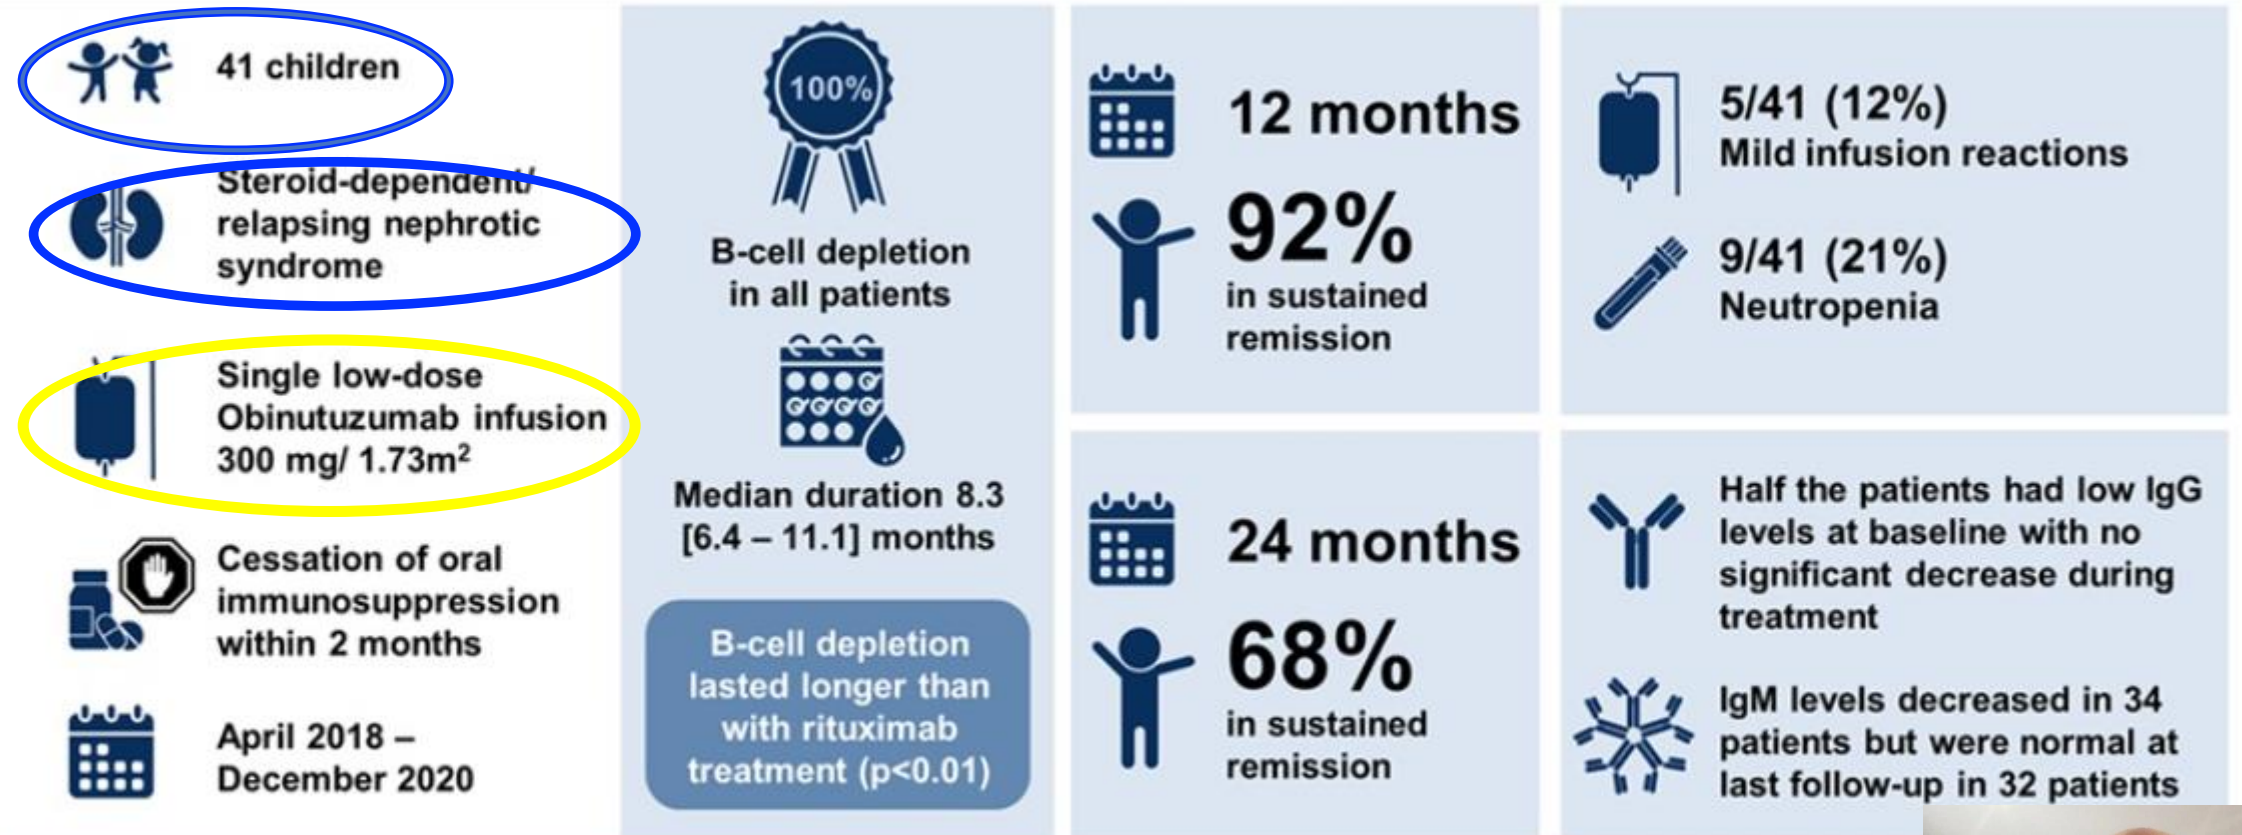 41 children
Steroid-dependent/
relapsing nephrotic
syndrome
Single low-dose
Obinutuzumab infusion
300 mg/ 1.73m²
Cessation of oral
immunosuppression
within 2 months
April 2018 –
December 2020
100%
B-cell depletion
in all patients
Median duration 8.3
[6.4 – 11.1] months
B-cell depletion
lasted longer than
with rituximab
treatment (p<0.01)
12 months
92%
in sustained
remission
24 months
68%
in sustained
remission
5/41 (12%)
Mild infusion reactions
9/41 (21%)
Neutropenia
Half the patients had low IgG
levels at baseline with no
significant decrease during
treatment
IgM levels decreased in 34
patients but were normal at
last follow-up in 32 patients